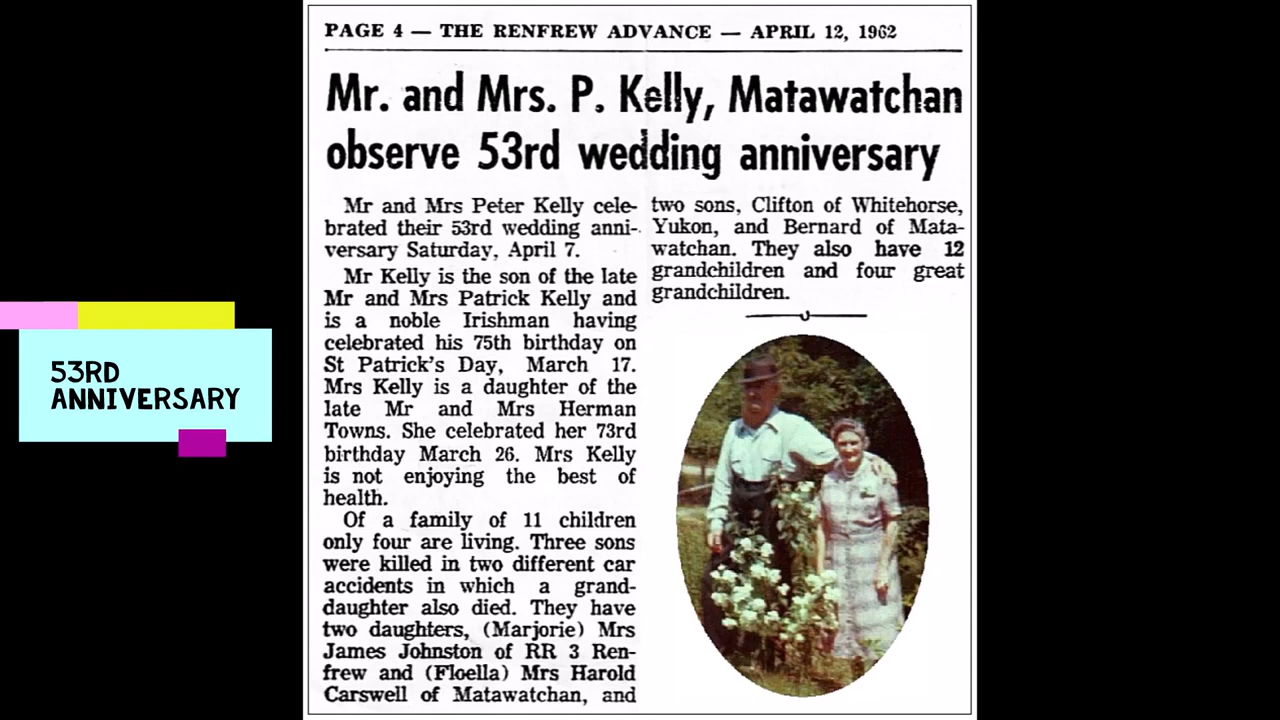 PAGE 4 — THE RENFREW ADVANCE — APRIL 12, 1962
Mr. and Mrs. P. Kelly, Matawatchan
observe 53rd wedding anniversary
Mr and Mrs Peter Kelly cele-
brated their 53rd wedding anni-
versary Saturday, April 7.
Mr Kelly is the son of the late
Mr and Mrs Patrick Kelly and
is a noble Irishman having
celebrated his 75th birthday on
St Patrick's Day, March 17.
Mrs Kelly is a daughter of the
late Mr and Mrs Herman
Towns. She celebrated her 73rd
birthday March 26. Mrs Kelly
is not enjoying the best of
health.
Of a family of 11 children
only four are living. Three sons
were killed in two different car
accidents in which a grand-
daughter also died. They have
two daughters, (Marjorie) Mrs
James Johnston of RR 3 Ren-
frew and (Floella) Mrs Harold
Carswell of Matawatchan, and
two sons, Clifton of Whitehorse,
Yukon, and Bernard of Mata-
watchan. They also have 12
grandchildren and four great
grandchildren.
53RD
ANNIVERSARY